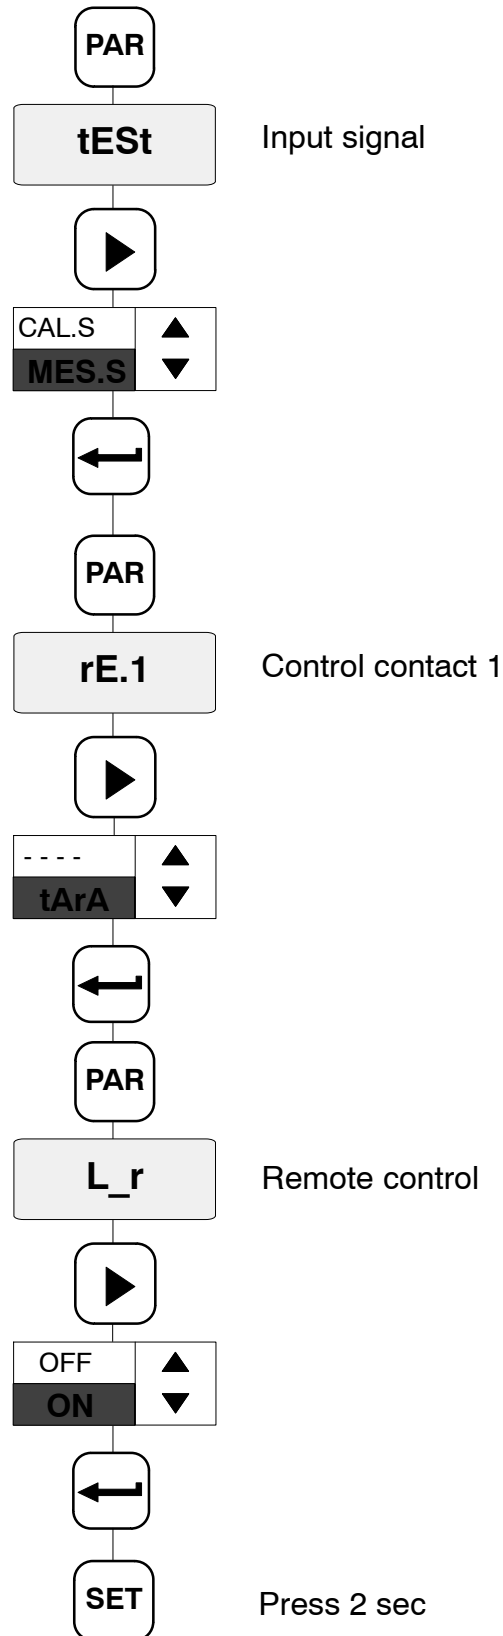 PAR
tESt
Input signal
CAL.S
MES.S
PAR
rE.1
Control contact 1
- - - -
tArA
PAR
L_r
Remote control
OFF
ON
SET
Press 2 sec